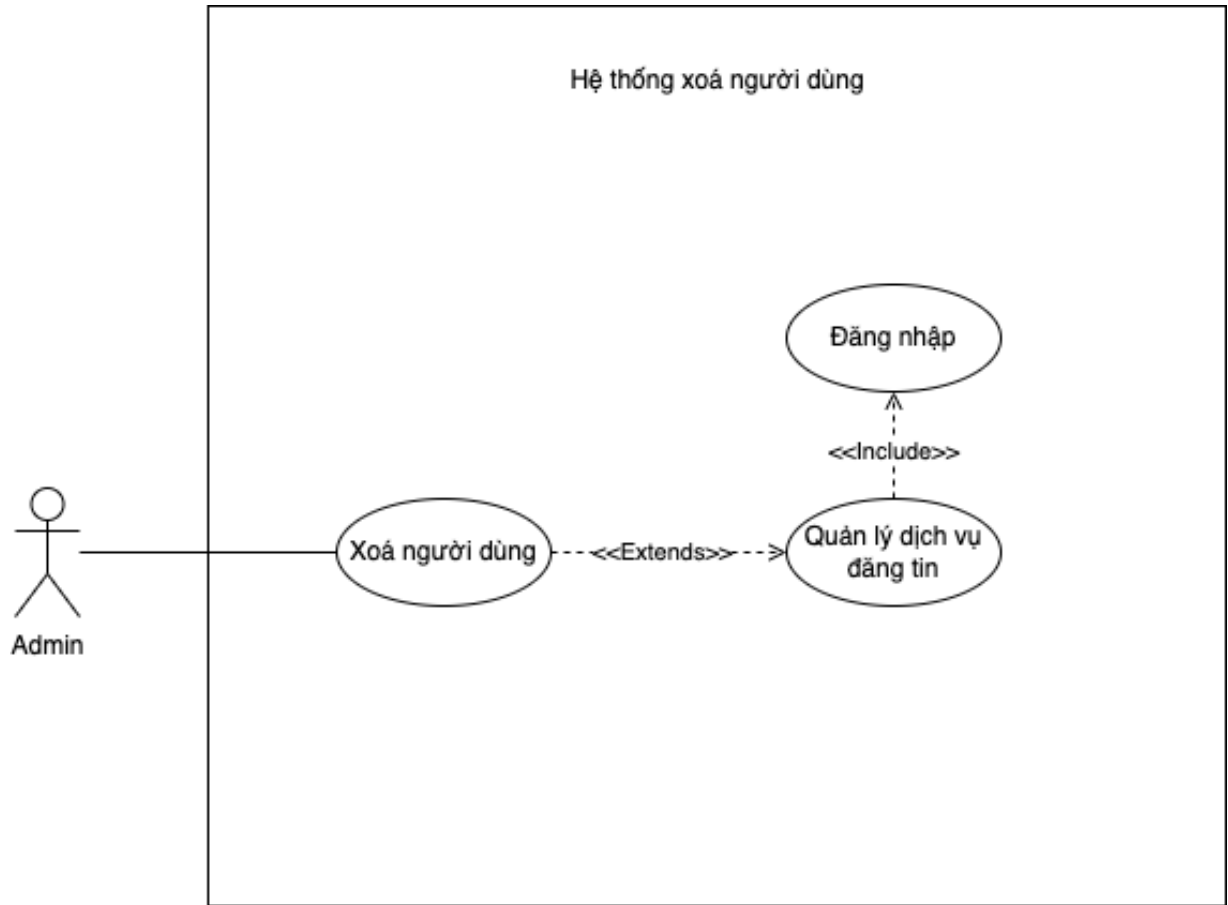 Hệ thống xoá người dùng
Đăng nhập
<<Include>>
Xoá người dùng
<<Extends>>
Quản lý dịch vụ
đăng tin
Admin